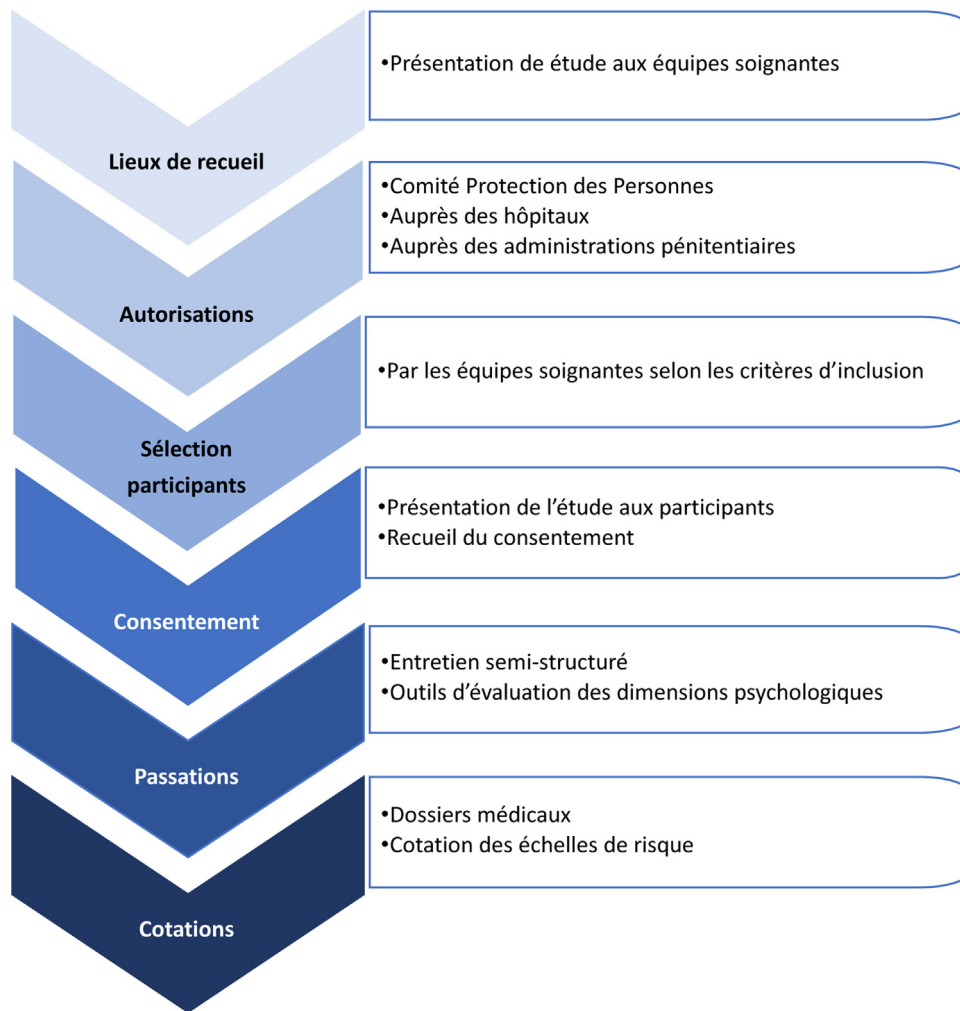 •Présentation de étude aux équipes soignantes
Lieux de recueil
•Comité Protection des Personnes
•Auprès des hôpitaux
•Auprès des administrations pénitentiaires
Autorisations
•Par les équipes soignantes selon les critères d'inclusion
Sélection
participants
•Présentation de l'étude aux participants
•Recueil du consentement
Consentement
•Entretien semi-structuré
•Outils d'évaluation des dimensions psychologiques
Passations
•Dossiers médicaux
•Cotation des échelles de risque
Cotations